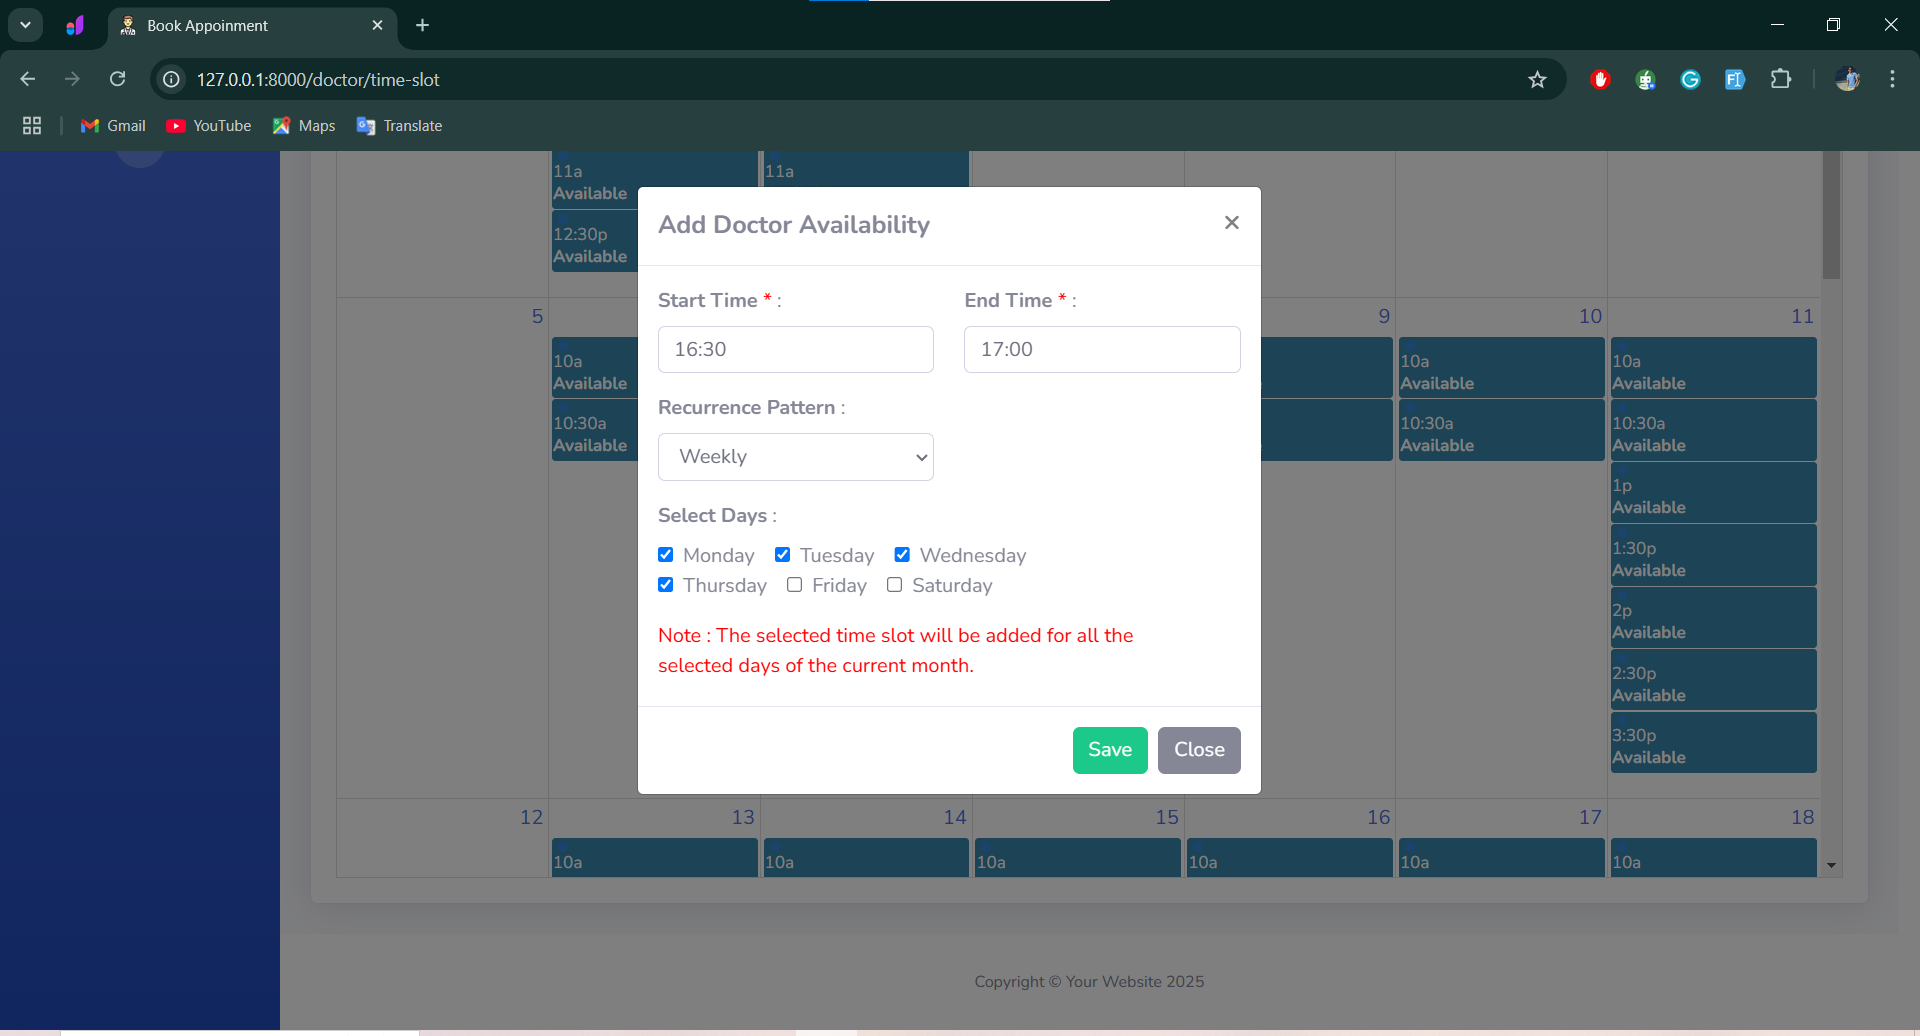 Book Appoinment
127.0.0.1:8000/doctor/time-slot
Gmail YouTube Maps Translate
11a 11a
Available
12:30p
Available
Add Doctor Availability
Start Time * : End Time * :
16:30 17:00
Recurrence Pattern :
Weekly
Select Days :
Monday Tuesday Wednesday
Thursday Friday Saturday
Note : The selected time slot will be added for all the
selected days of the current month.
Save Close
5 9 10 11
10a 10a 10a
Available Available Available
10:30a 10:30a 10:30a
Available Available Available
1p
Available
1:30p
Available
2p
Available
2:30p
Available
3:30p
Available
12 13 14 15 16 17 18
10a 10a 10a 10a 10a 10a
Copyright © Your Website 2025